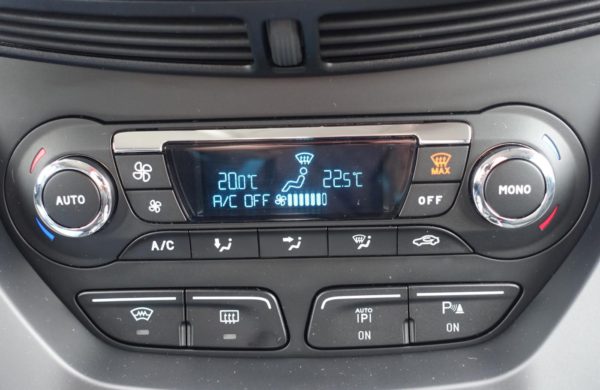 20.0°C 22.5°C
A/C OFF
MAX
AUTO
MONO
OFF
A/C
AUTO
P
ON
P
ON